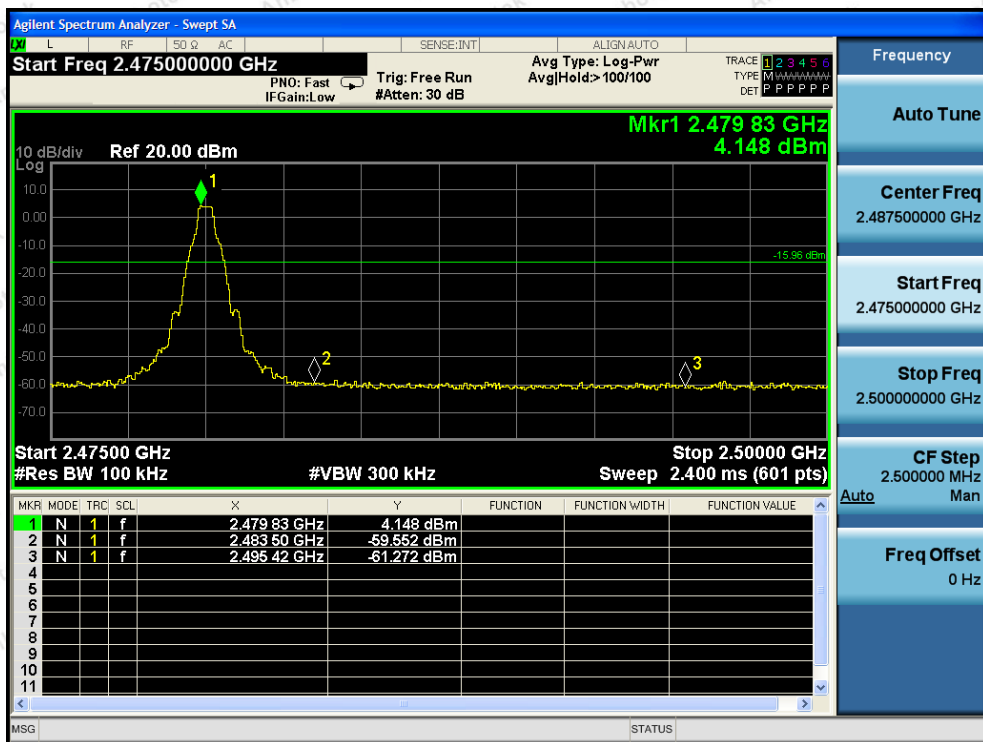 Agilent Spectrum Analyzer - Swept SA
LXI L RF 50 Ω AC SENSE:INT ALIGN AUTO
Start Freq 2.475000000 GHz
PNO: Fast
IFGain:Low
Trig: Free Run
#Atten: 30 dB
Avg Type: Log-Pwr
Avg|Hold:> 100/100
TRACE 1 2 3 4 5 6
TYPE M
DET P P P P P P
Mkr1 2.479 83 GHz
4.148 dBm
10 dB/div Ref 20.00 dBm
Log
10.0
0.00
-10.0
-20.0
-30.0
-40.0
-50.0
-60.0
-70.0
1
-15.96 dBm
2
3
Start 2.47500 GHz Stop 2.50000 GHz
#Res BW 100 kHz #VBW 300 kHz Sweep 2.400 ms (601 pts)
MKR MODE TRC SCL X Y FUNCTION FUNCTION WIDTH FUNCTION VALUE
1 N 1 f 2.479 83 GHz 4.148 dBm
2 N 1 f 2.483 50 GHz -59.552 dBm
3 N 1 f 2.495 42 GHz -61.272 dBm
4
5
6
7
8
9
10
11
MSG STATUS
Frequency
Auto Tune
Center Freq
2.487500000 GHz
Start Freq
2.475000000 GHz
Stop Freq
2.500000000 GHz
CF Step
2.500000 MHz
Auto Man
Freq Offset
0 Hz